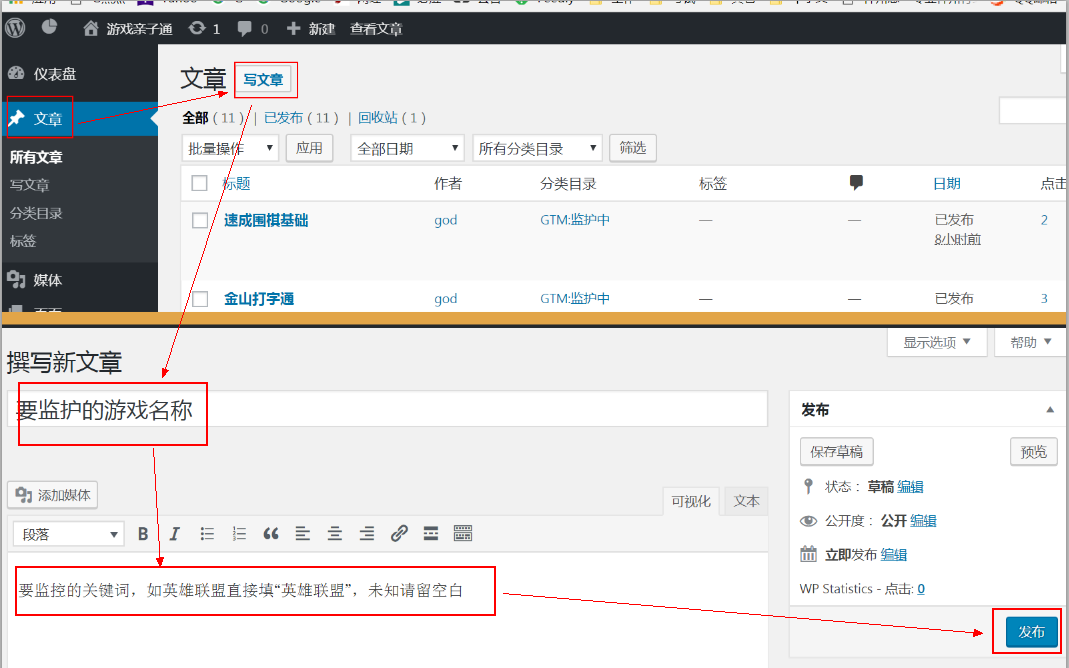 游戏亲子通 1 0 新建 查看文章
仪表盘
文章
所有文章
写文章
分类目录
标签
媒体
文章 写文章
全部 ( 11 ) | 已发布 ( 11 ) | 回收站 ( 1 )
批量操作 应用 全部日期 所有分类目录 筛选
标题 作者 分类目录 标签 日期 点击
速成围棋基础 god GTM:监护中 — — 已发布 2
8小时前
金山打字通 god GTM:监护中 — — 已发布 3
显示选项 帮助
撰写新文章
要监护的游戏名称
添加媒体
可视化 文本
段落 B I
要监控的关键词，如英雄联盟直接填“英雄联盟”，未知请留空白
发布
保存草稿 预览
状态： 草稿 编辑
公开度： 公开 编辑
立即发布 编辑
WP Statistics - 点击: 0
发布